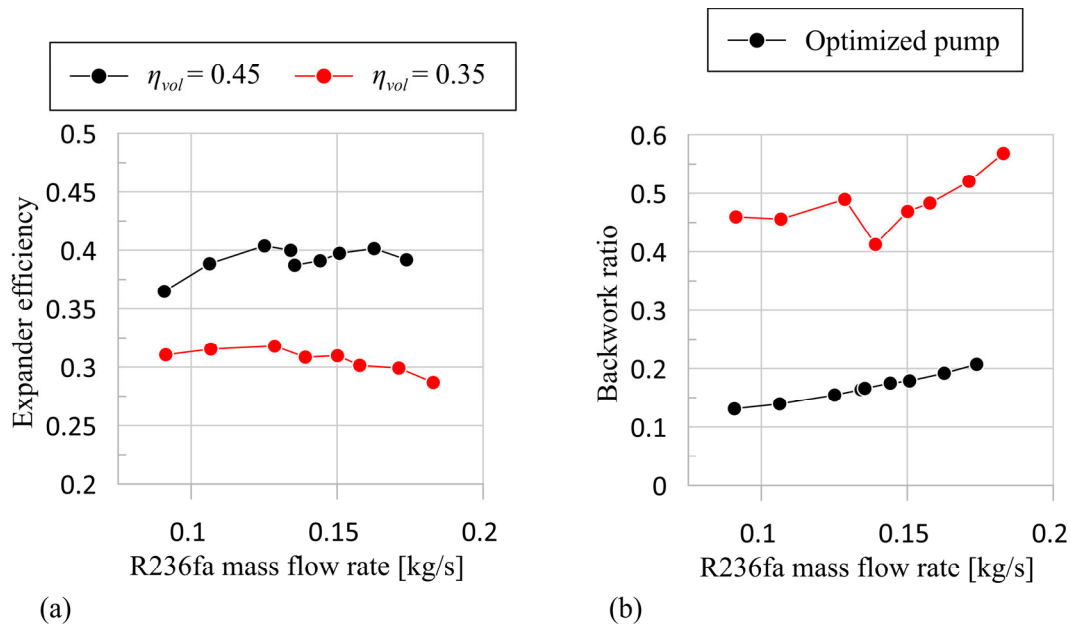 η_vol = 0.45
η_vol = 0.35
Expander efficiency
0.5
0.45
0.4
0.35
0.3
0.25
0.2
0.1
0.15
0.2
R236fa mass flow rate [kg/s]
(a)
Optimized pump
Backwork ratio
0.6
0.5
0.4
0.3
0.2
0.1
0
0.1
0.15
0.2
R236fa mass flow rate [kg/s]
(b)